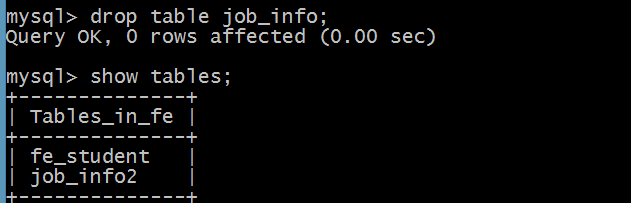 mysql> drop table job_info;
Query OK, 0 rows affected (0.00 sec)
mysql> show tables;
+--------------+
| Tables_in_fe |
+--------------+
| fe_student   |
| job_info2    |
+--------------+